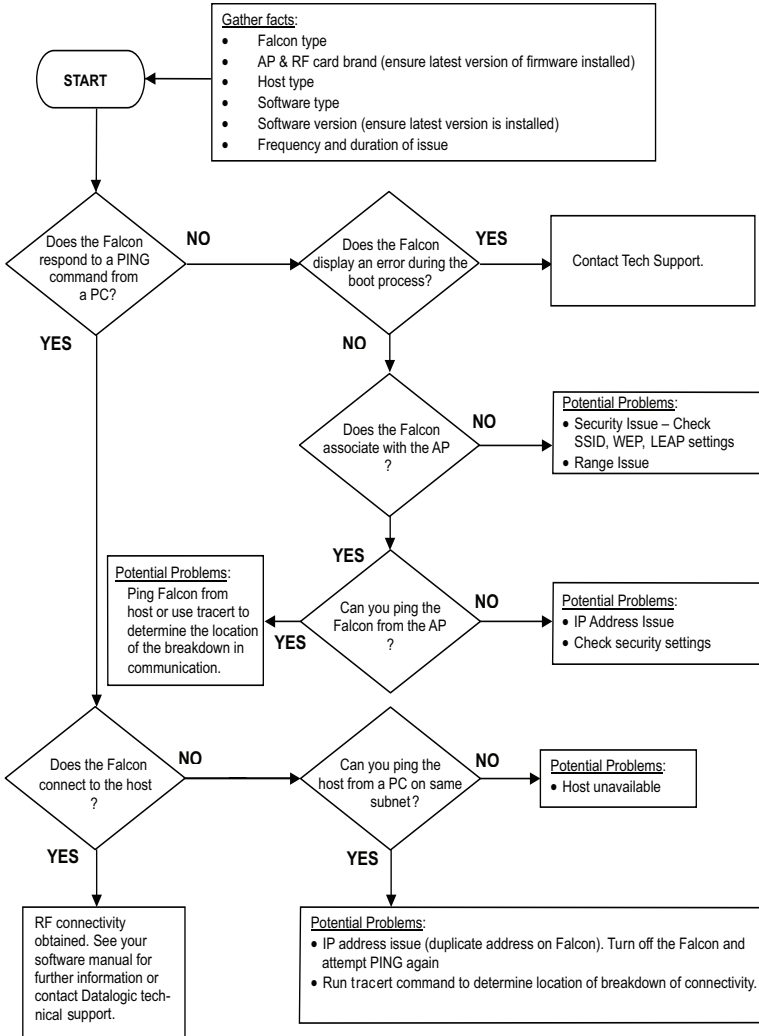 Gather facts:
• Falcon type
• AP & RF card brand (ensure latest version of firmware installed)
• Host type
• Software type
• Software version (ensure latest version is installed)
• Frequency and duration of issue
START
Does the Falcon
respond to a PING
command from
a PC?
NO
YES
Does the Falcon
display an error during the
boot process?
YES
NO
Contact Tech Support.
Does the Falcon
associate with the AP
?
NO
YES
Potential Problems:
• Security Issue – Check
SSID, WEP, LEAP settings
• Range Issue
Can you ping the
Falcon from the AP
?
YES
NO
Potential Problems:
Ping Falcon from
host or use tracert to
determine the location
of the breakdown in
communication.
Potential Problems:
• IP Address Issue
• Check security settings
Does the Falcon
connect to the host
?
NO
YES
Can you ping the
host from a PC on same
subnet?
NO
YES
Potential Problems:
• Host unavailable
RF connectivity
obtained. See your
software manual for
further information or
contact Datalogic tech-
nical support.
Potential Problems:
• IP address issue (duplicate address on Falcon). Turn off the Falcon and
attempt PING again
• Run tracert command to determine location of breakdown of connectivity.